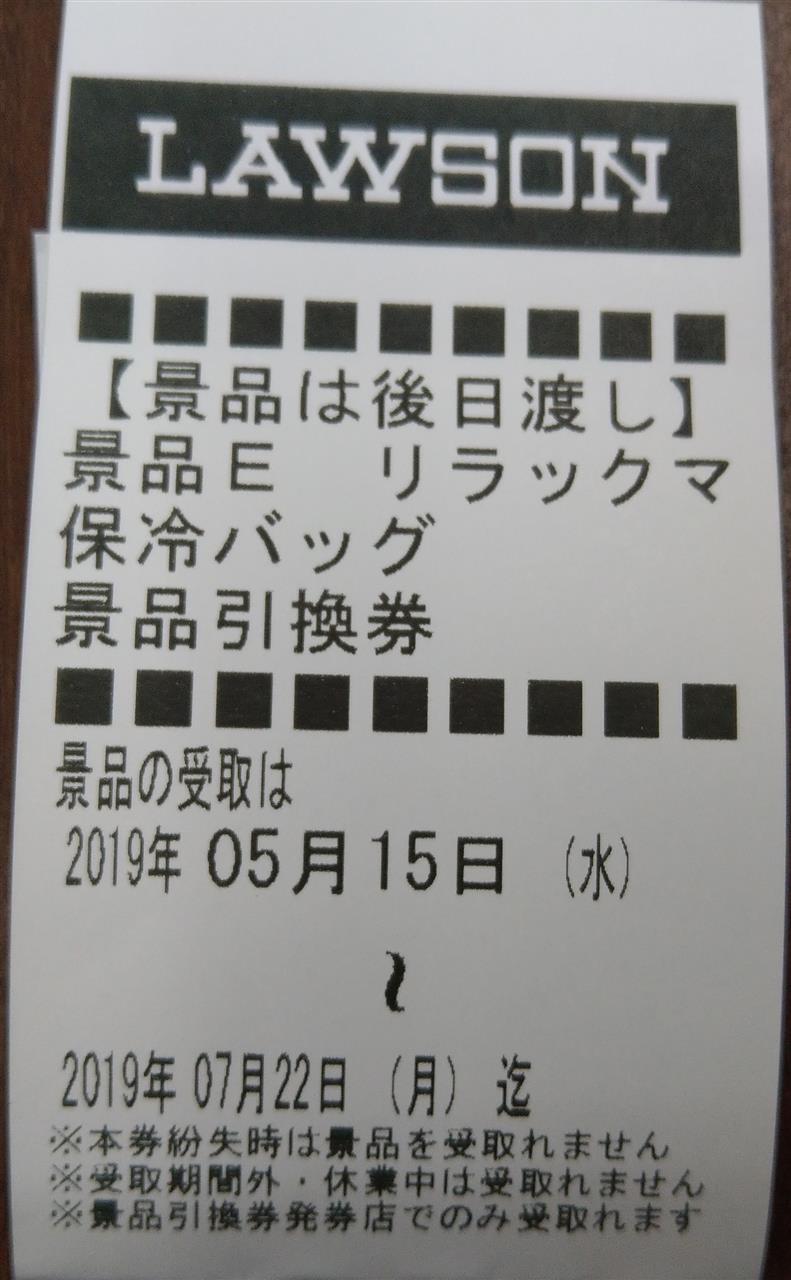 LAWSON
■■■■■■■■■
【景品は後日渡し】
景品E　リラックマ
保冷バッグ
景品引換券
■■■■■■■■■
景品の受取は
2019年 05月15日 (水)
~
2019年 07月22日 (月) 迄
※本券紛失時は景品を受取れません
※受取期間外・休業中は受取れません
※景品引換券発券店でのみ受取れます